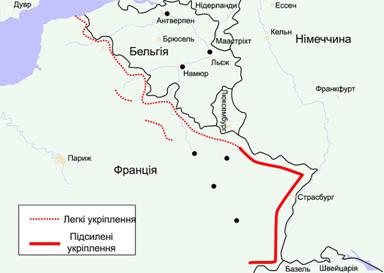 Дувр
Нідерланди
Антверпен
Ессен
Брюссель
Маастріхт
Кельн
Німеччина
Бельгія
Льєж
Намюр
Люксембург
Франкфурт
Париж
Франція
Страсбург
Легкі укріплення
Підсилені
укріплення
Базель
Швейцарія